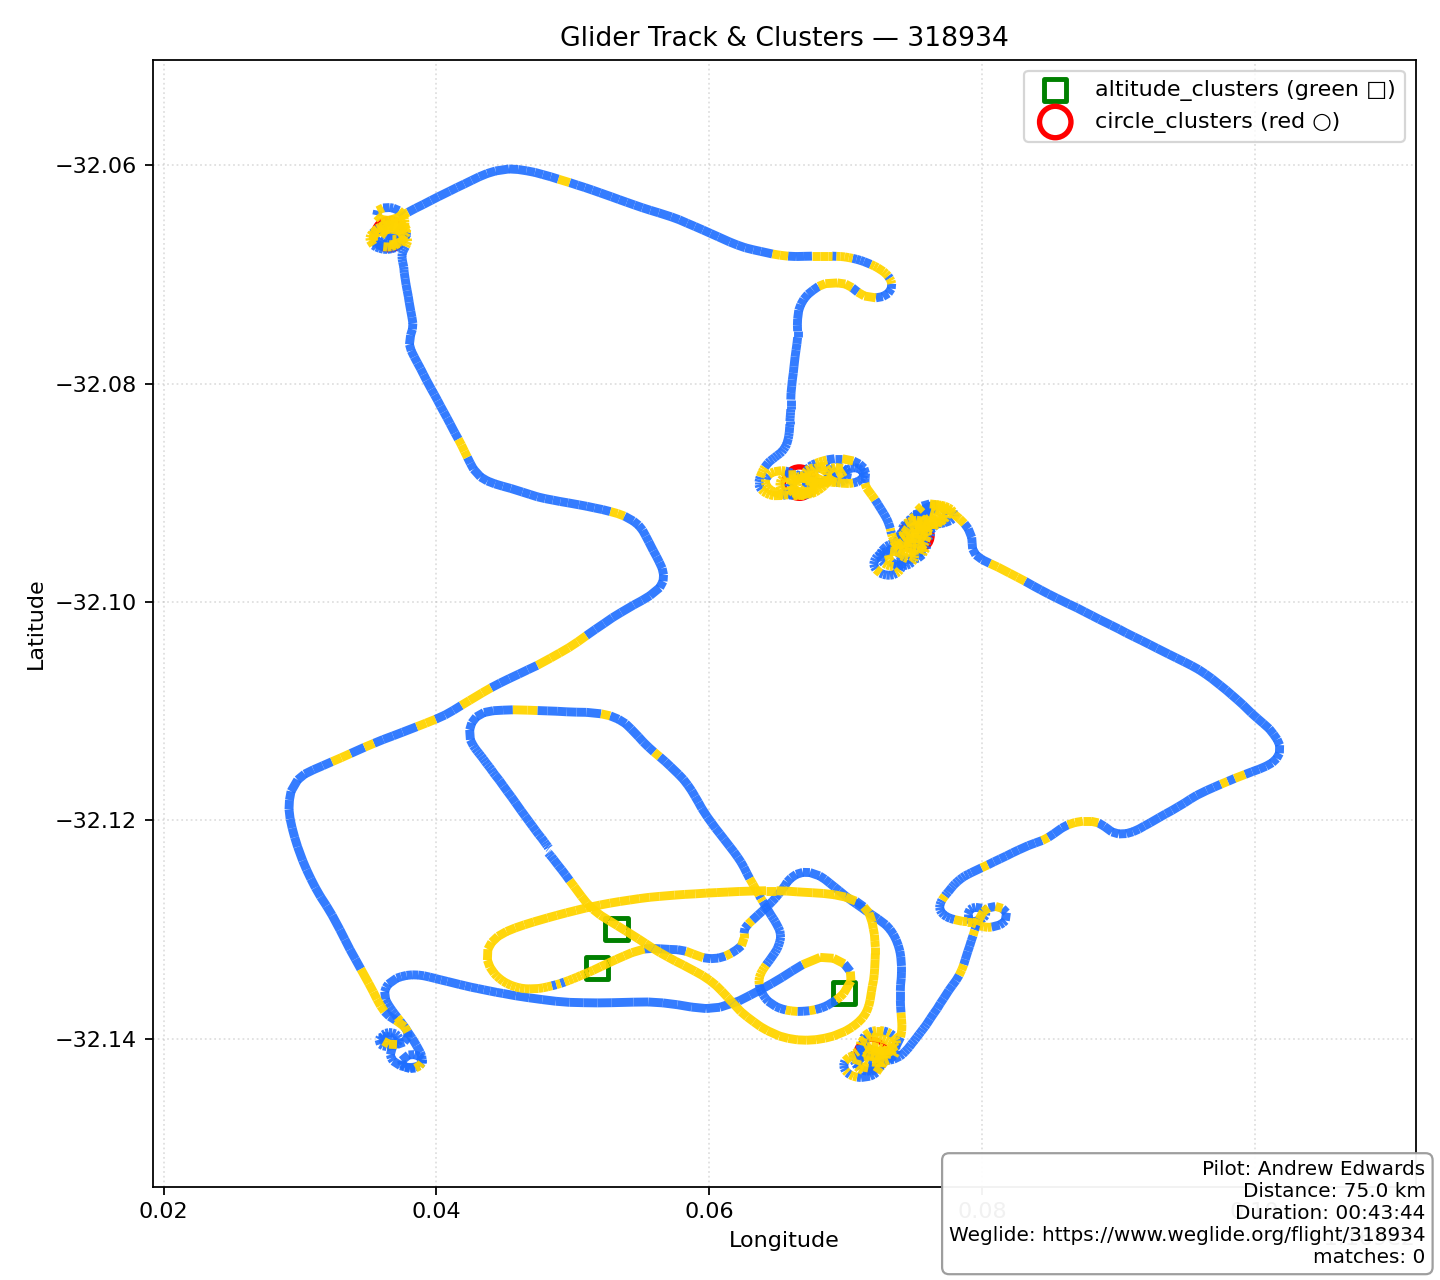 Glider Track & Clusters — 318934
altitude_clusters (green □)
circle_clusters (red ○)
Latitude
−32.06
−32.08
−32.10
−32.12
−32.14
0.02
0.04
0.06
0.08
Longitude
Pilot: Andrew Edwards
Distance: 75.0 km
Duration: 00:43:44
Weglide: https://www.weglide.org/flight/318934
matches: 0